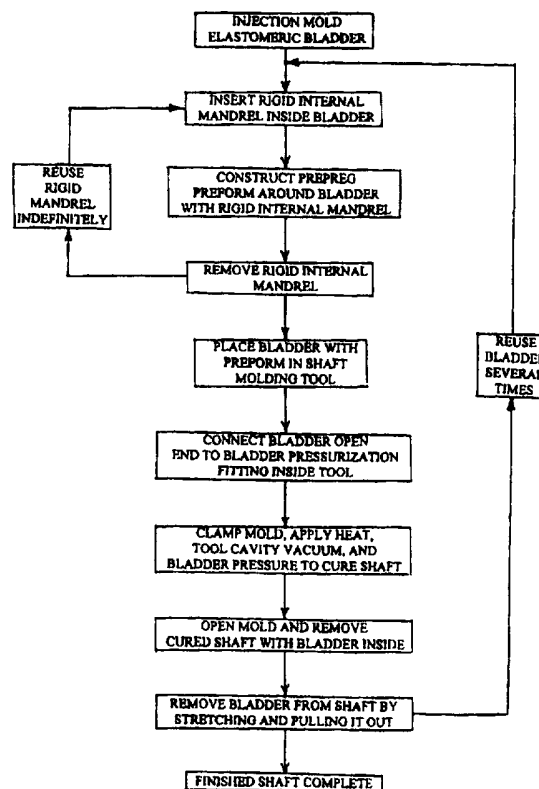 INJECTION MOLD
ELASTOMERIC BLADDER
INSERT RIGID INTERNAL
MANDREL INSIDE BLADDER
REUSE
RIGID
MANDREL
INDEFINITELY
CONSTRUCT PREPREG
PREFORM AROUND BLADDER
WITH RIGID INTERNAL MANDREL
REMOVE RIGID INTERNAL
MANDREL
PLACE BLADDER WITH
PREFORM IN SHAFT
MOLDING TOOL
REUSE
BLADDER
SEVERAL
TIMES
CONNECT BLADDER OPEN
END TO BLADDER PRESSURIZATION
FITTING INSIDE TOOL
CLAMP MOLD, APPLY HEAT,
TOOL CAVITY VACUUM, AND
BLADDER PRESSURE TO CURE SHAFT
OPEN MOLD AND REMOVE
CURED SHAFT WITH BLADDER INSIDE
REMOVE BLADDER FROM SHAFT BY
STRETCHING AND PULLING IT OUT
FINISHED SHAFT COMPLETE